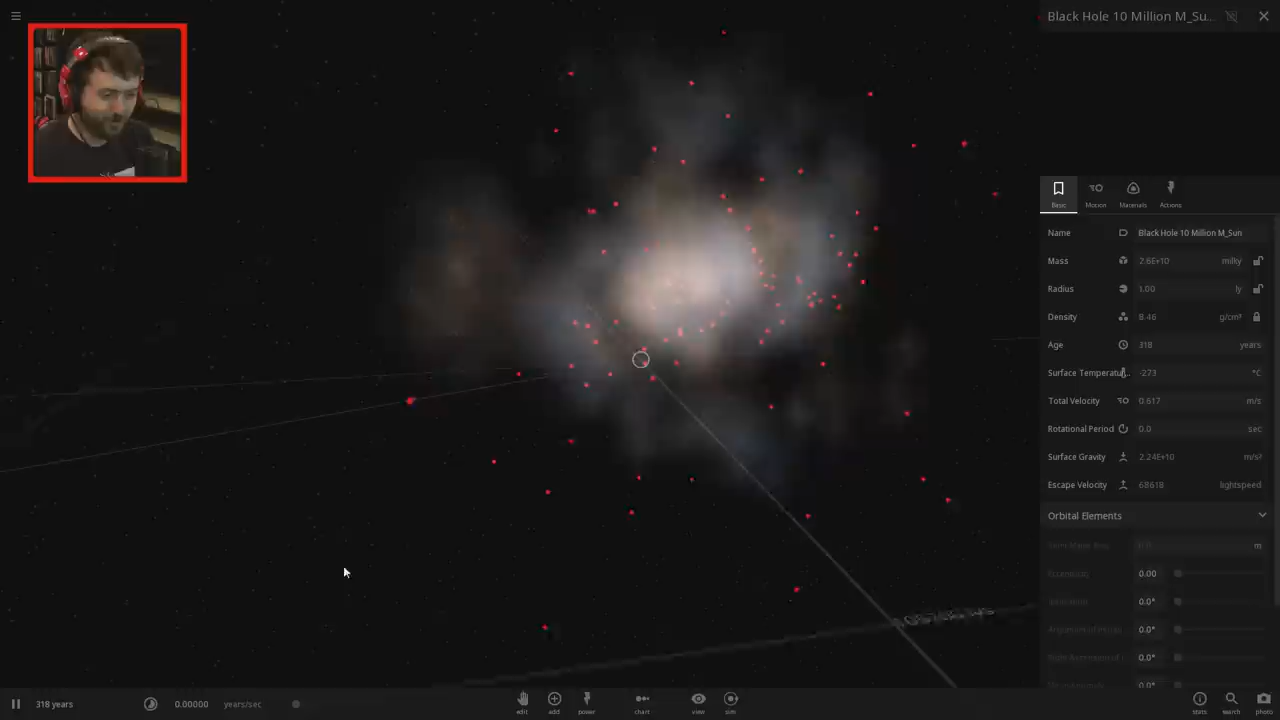 Black Hole 10 Million M_Su...
Basic
Motion
Materials
Actions
Name Black Hole 10 Million M_Sun
Mass 2.6E+10 milky
Radius 1.00 ly
Density 8.46 g/cm³
Age 318 years
Surface Temperatu... -273 °C
Total Velocity 0.617 m/s
Rotational Period 0.0 sec
Surface Gravity 2.24E+10 m/s²
Escape Velocity 68618 lightspeed
Orbital Elements
0.0 m
0.00
0.0°
0.0°
0.0°
0.0°
318 years
0.00000 years/sec
edit
add
power
chart
view
sim
stats
search
photo